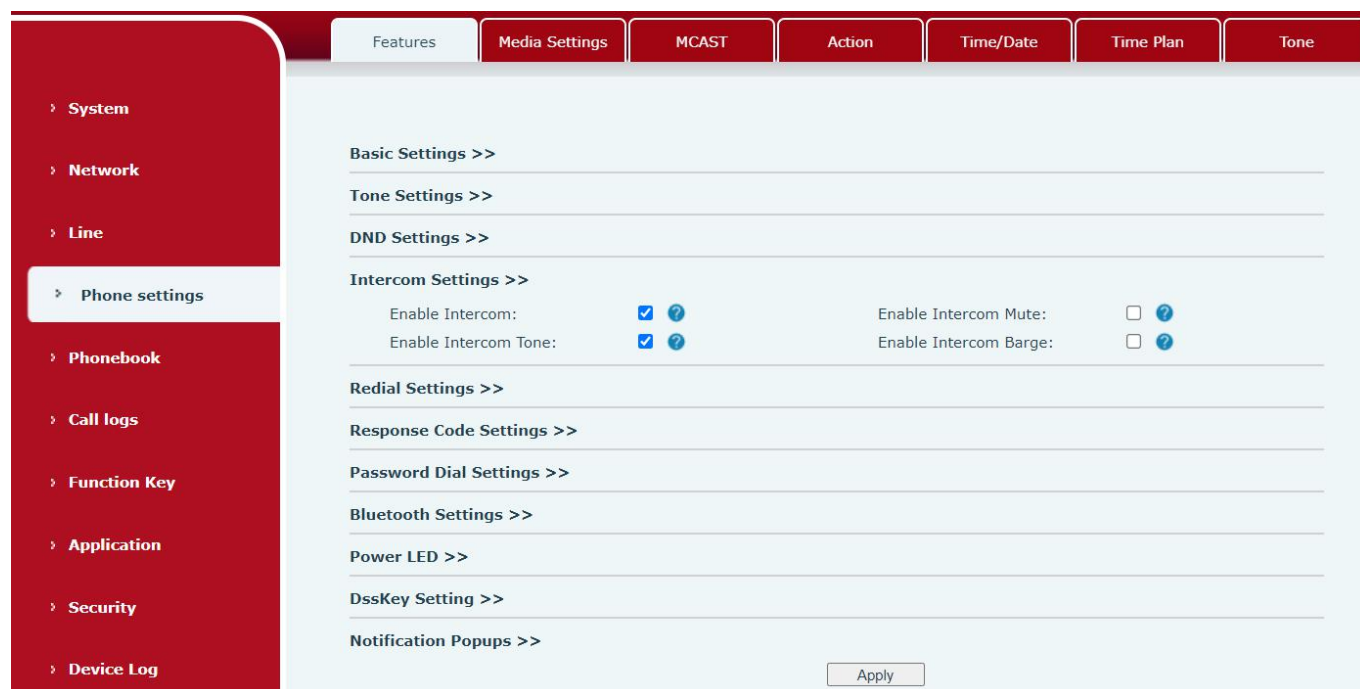 Features Media Settings MCAST Action Time/Date Time Plan Tone
System
Network
Line
Phone settings
Phonebook
Call logs
Function Key
Application
Security
Device Log
Basic Settings >>
Tone Settings >>
DND Settings >>
Intercom Settings >>
Enable Intercom: ? Enable Intercom Mute: ?
Enable Intercom Tone: ? Enable Intercom Barge: ?
Redial Settings >>
Response Code Settings >>
Password Dial Settings >>
Bluetooth Settings >>
Power LED >>
DssKey Setting >>
Notification Popups >>
Apply